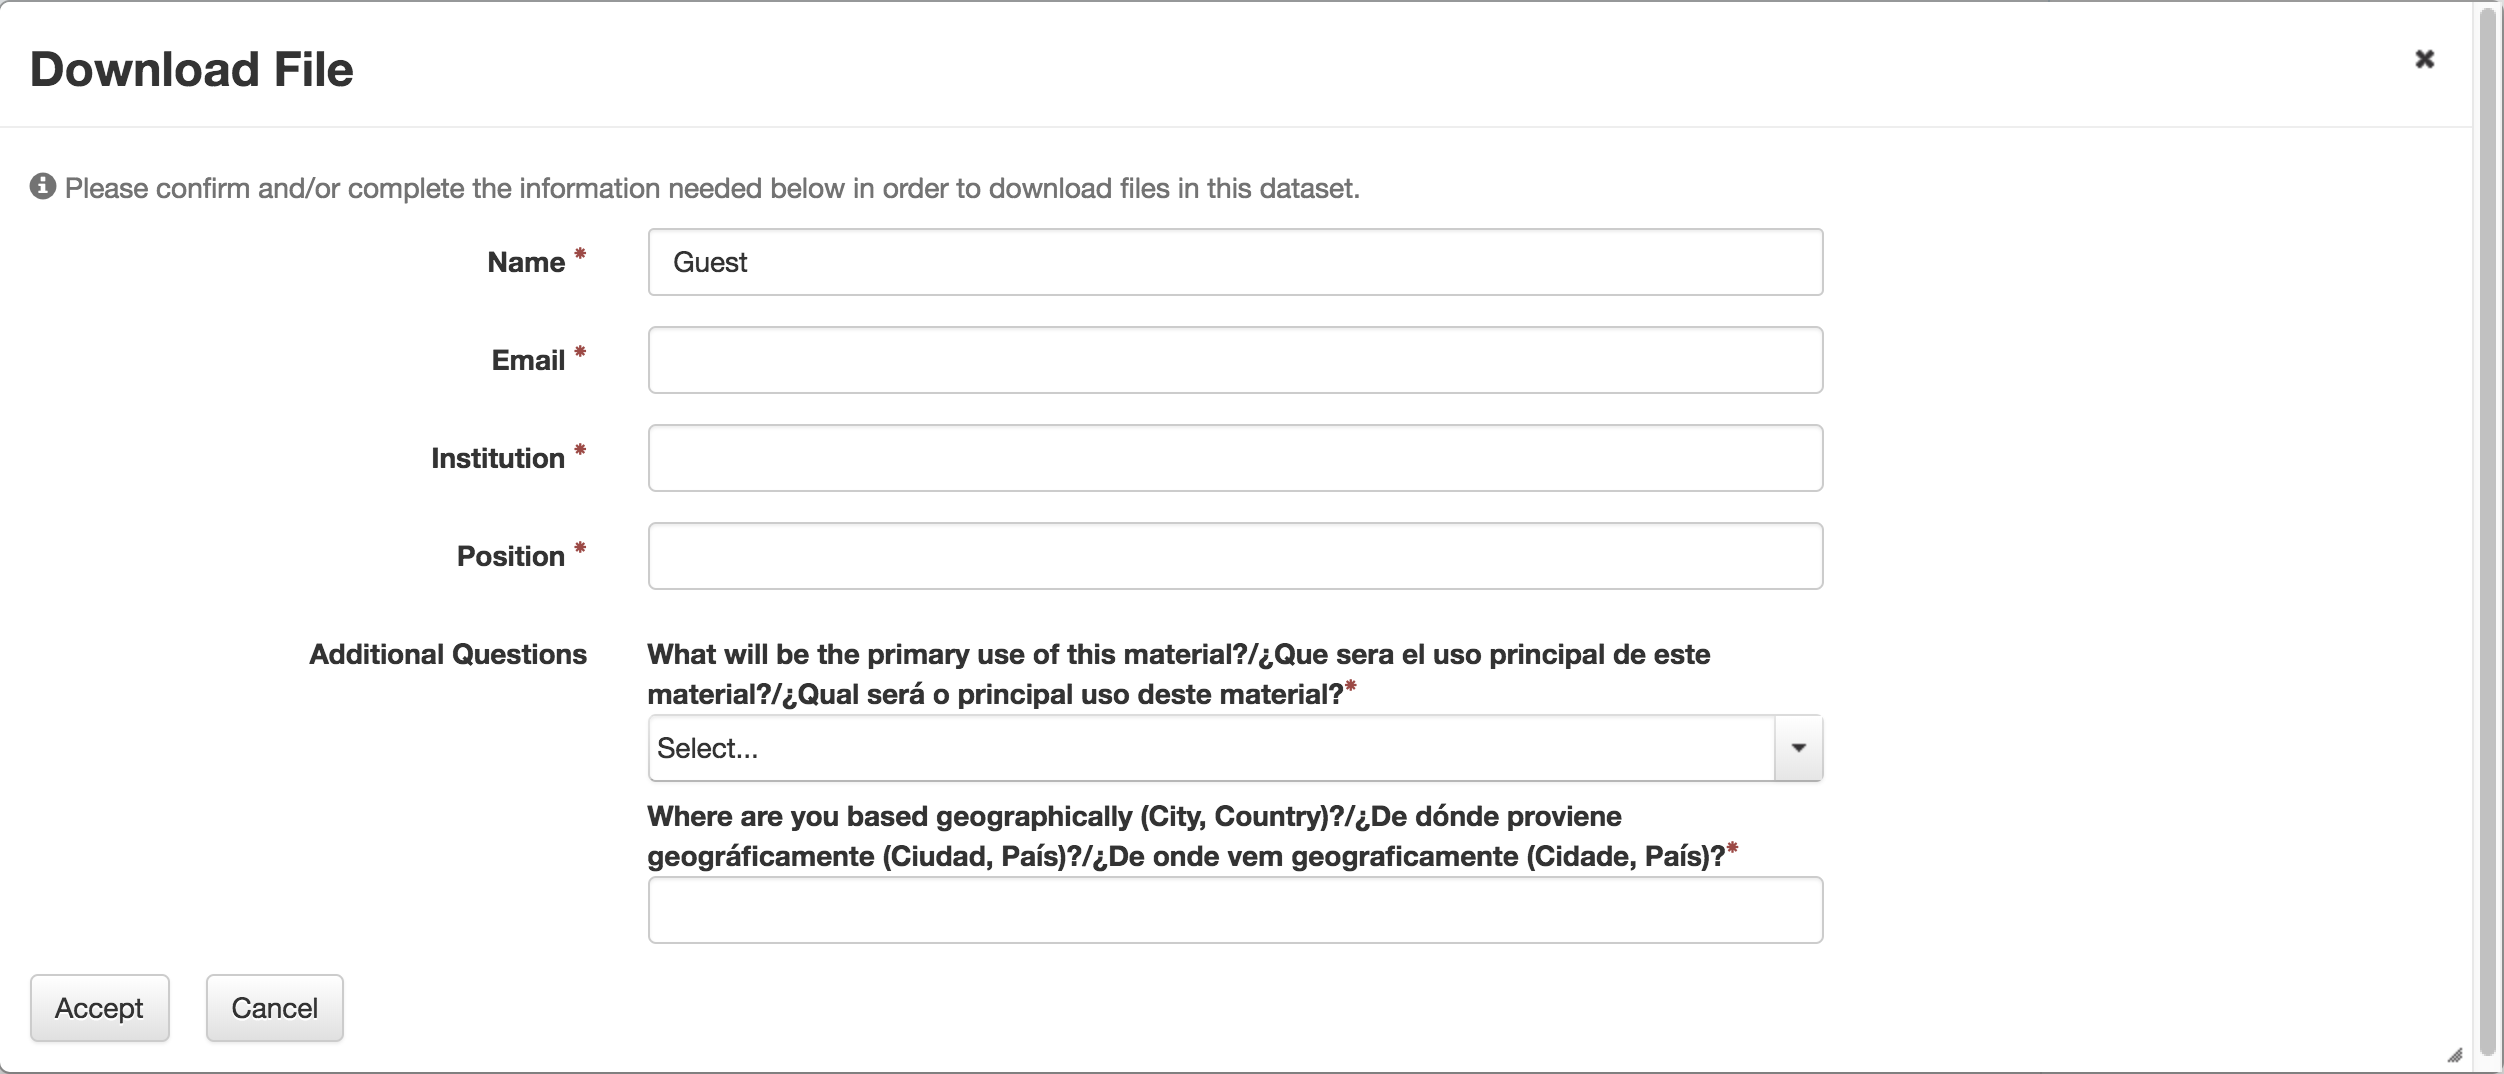 Download File
Please confirm and/or complete the information needed below in order to download files in this dataset.
Name *
Guest
Email *
Institution *
Position *
Additional Questions
What will be the primary use of this material?/¿Que sera el uso principal de este
material?/¿Qual será o principal uso deste material?*
Select...
Where are you based geographically (City, Country)?/¿De dónde proviene
geográficamente (Ciudad, País)?/¿De onde vem geograficamente (Cidade, País)?*
Accept
Cancel